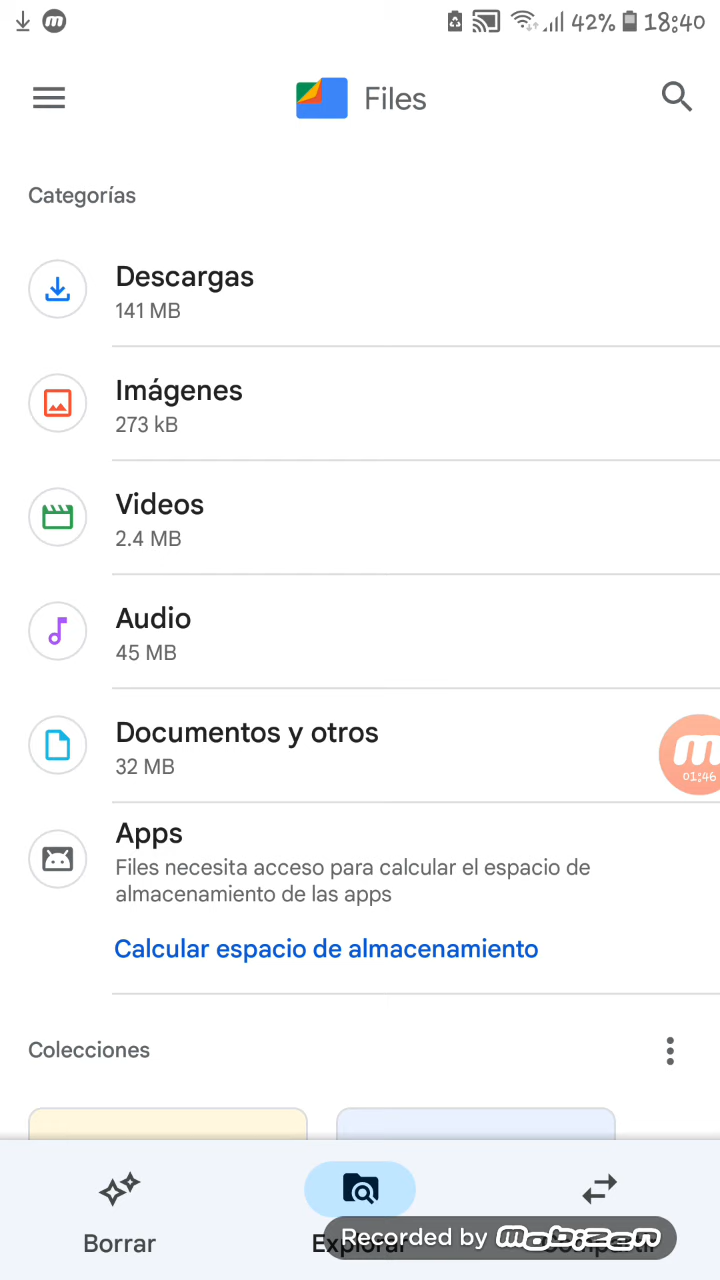 42% 18:40
Files
Categorías
Descargas
141 MB
Imágenes
273 kB
Videos
2.4 MB
Audio
45 MB
Documentos y otros
32 MB
01:46
Apps
Files necesita acceso para calcular el espacio de
almacenamiento de las apps
Calcular espacio de almacenamiento
Colecciones
Borrar
Explorar
Compartir
Recorded by mobizen